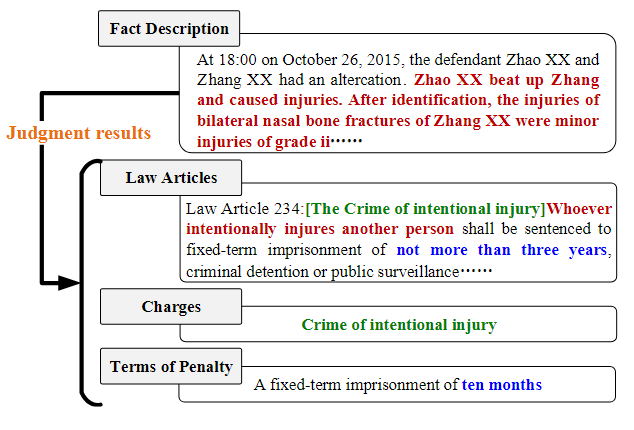 Fact Description
At 18:00 on October 26, 2015, the defendant Zhao XX and
Zhang XX had an altercation. Zhao XX beat up Zhang
and caused injuries. After identification, the injuries of
bilateral nasal bone fractures of Zhang XX were minor
injuries of grade ii······
Judgment results
Law Articles
Law Article 234:[The Crime of intentional injury]Whoever
intentionally injures another person shall be sentenced to
fixed-term imprisonment of not more than three years,
criminal detention or public surveillance······
Charges
Crime of intentional injury
Terms of Penalty
A fixed-term imprisonment of ten months